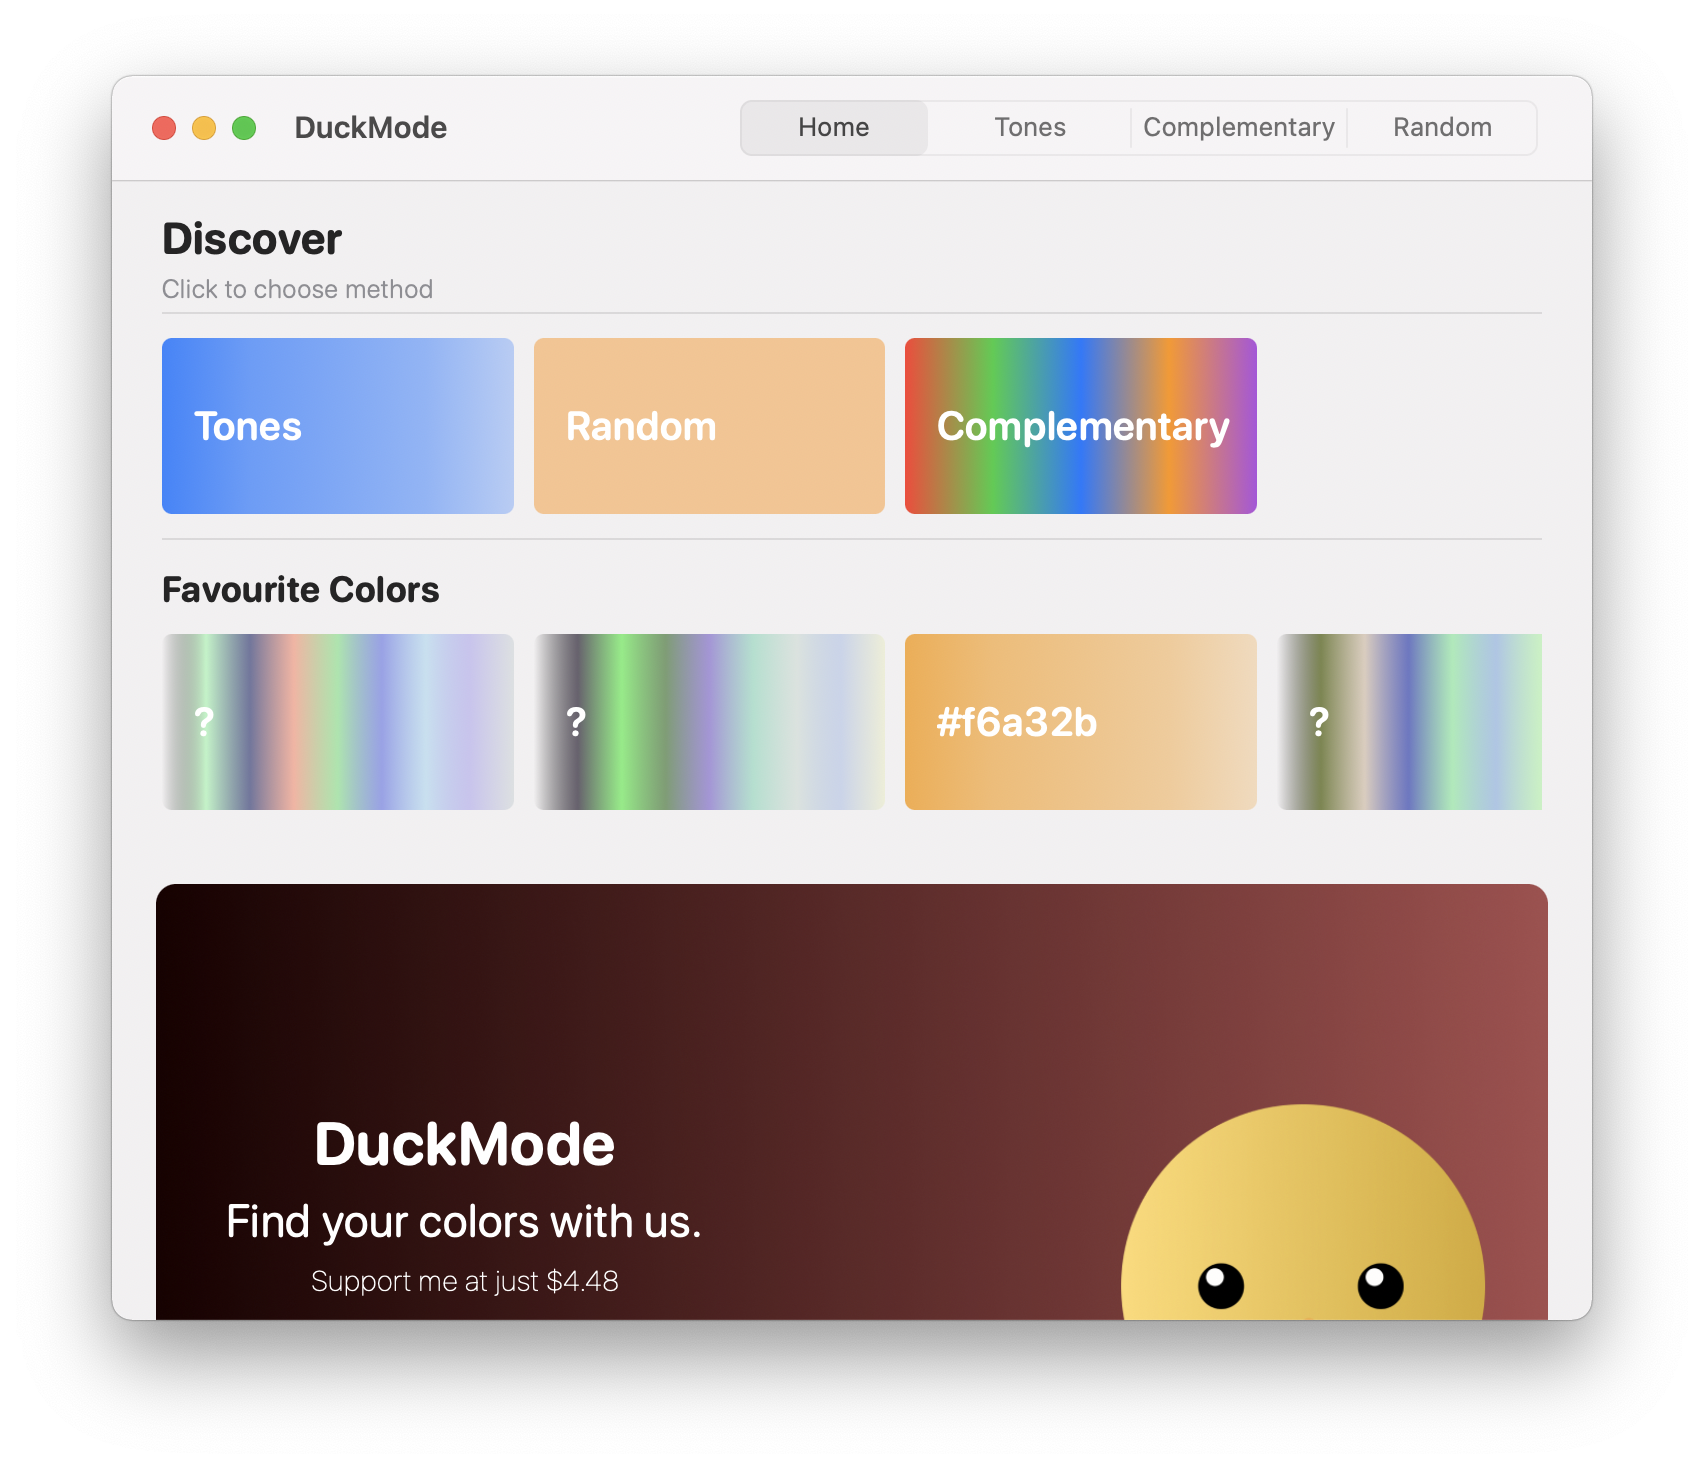 DuckMode
Home
Tones
Complementary
Random
Discover
Click to choose method
Tones
Random
Complementary
Favourite Colors
?
?
#f6a32b
?
DuckMode
Find your colors with us.
Support me at just $4.48